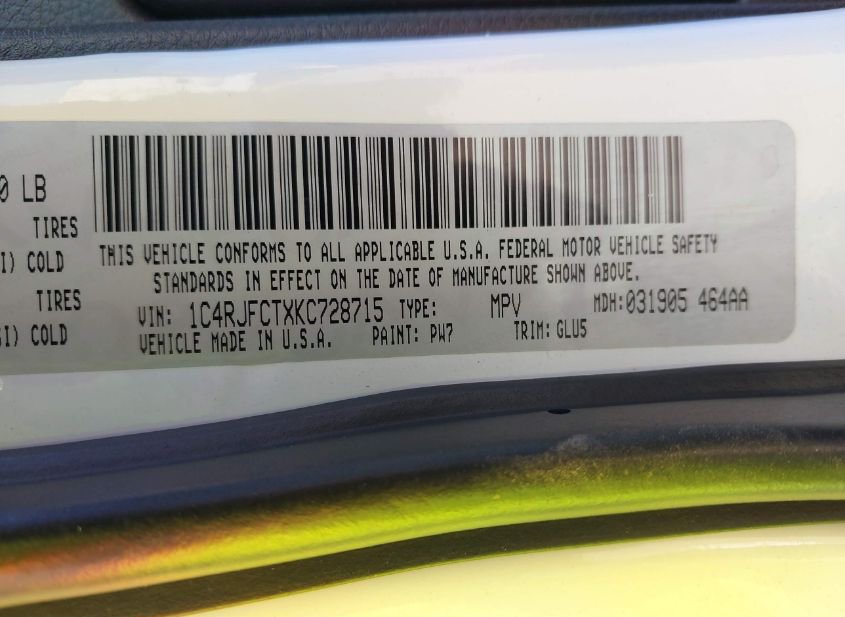 0 LB
TIRES
I) COLD
TIRES
SI) COLD
THIS VEHICLE CONFORMS TO ALL APPLICABLE U.S.A. FEDERAL MOTOR VEHICLE SAFETY
STANDARDS IN EFFECT ON THE DATE OF MANUFACTURE SHOWN ABOVE.
VIN: 1C4RJFCTXKC728715 TYPE: MPV MDH:031905 464AA
VEHICLE MADE IN U.S.A. PAINT: PW7 TRIM: GLU5